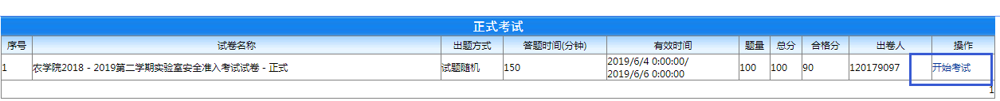 正式考试
序号 试卷名称 出题方式 答题时间(分钟) 有效时间 题量 总分 合格分 出卷人 操作
1 农学院2018－2019第二学期实验室安全准入考试试卷－正式 试题随机 150 2019/6/4 0:00:00/ 100 100 90 120179097 开始考试
2019/6/6 0:00:00
1